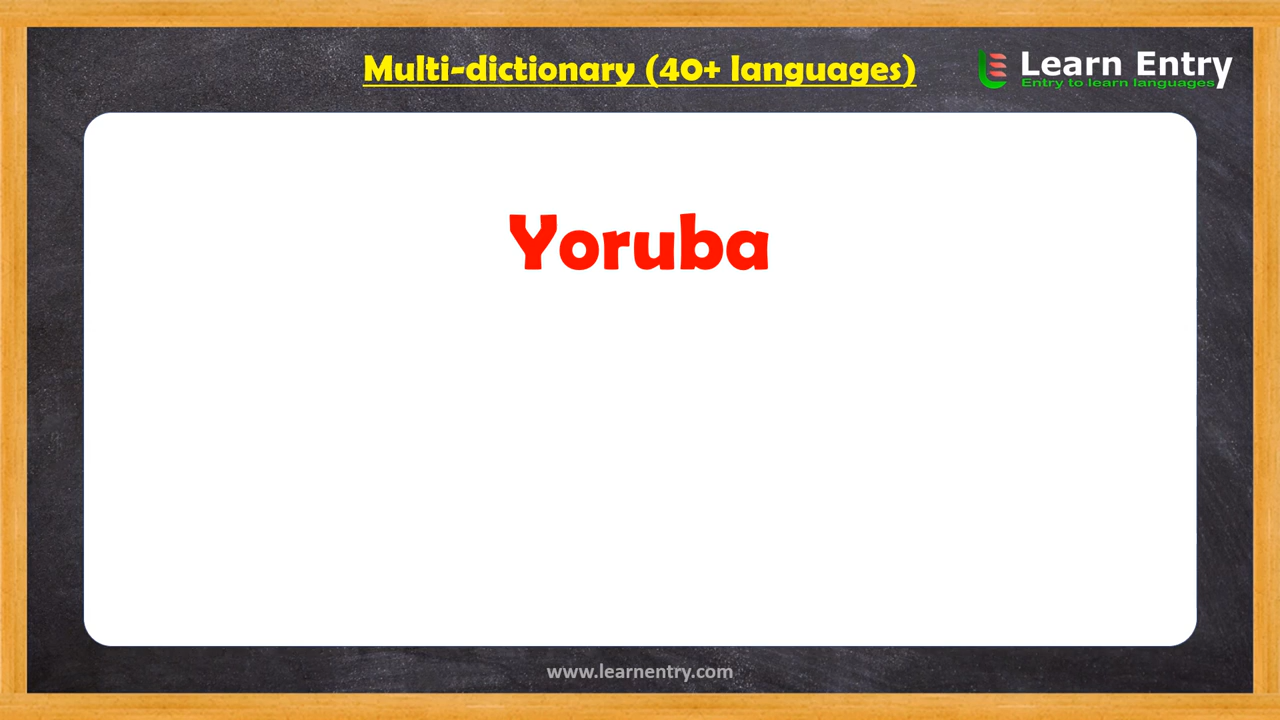 Multi-dictionary (40+ languages)
Learn Entry
Entry to learn languages
Yoruba
www.learnentry.com